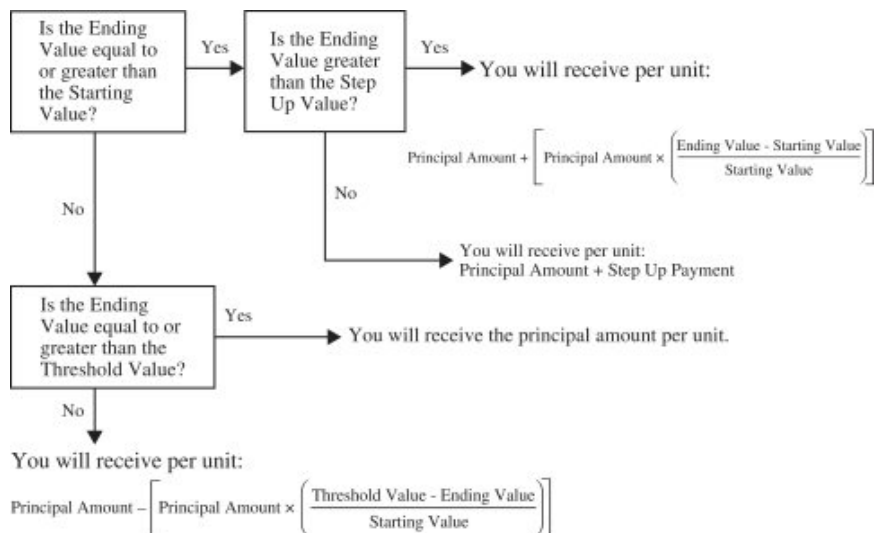 Is the Ending
Value equal to
or greater than
the Starting
Value?
Yes
Is the Ending
Value greater
than the Step
Up Value?
Yes
You will receive per unit:
Principal Amount + [ Principal Amount × ( Ending Value - Starting Value
Starting Value ) ]
No
No
You will receive per unit:
Principal Amount + Step Up Payment
Is the Ending
Value equal to or
greater than the
Threshold Value?
Yes
You will receive the principal amount per unit.
No
You will receive per unit:
Principal Amount – [ Principal Amount × ( Threshold Value - Ending Value
Starting Value ) ]